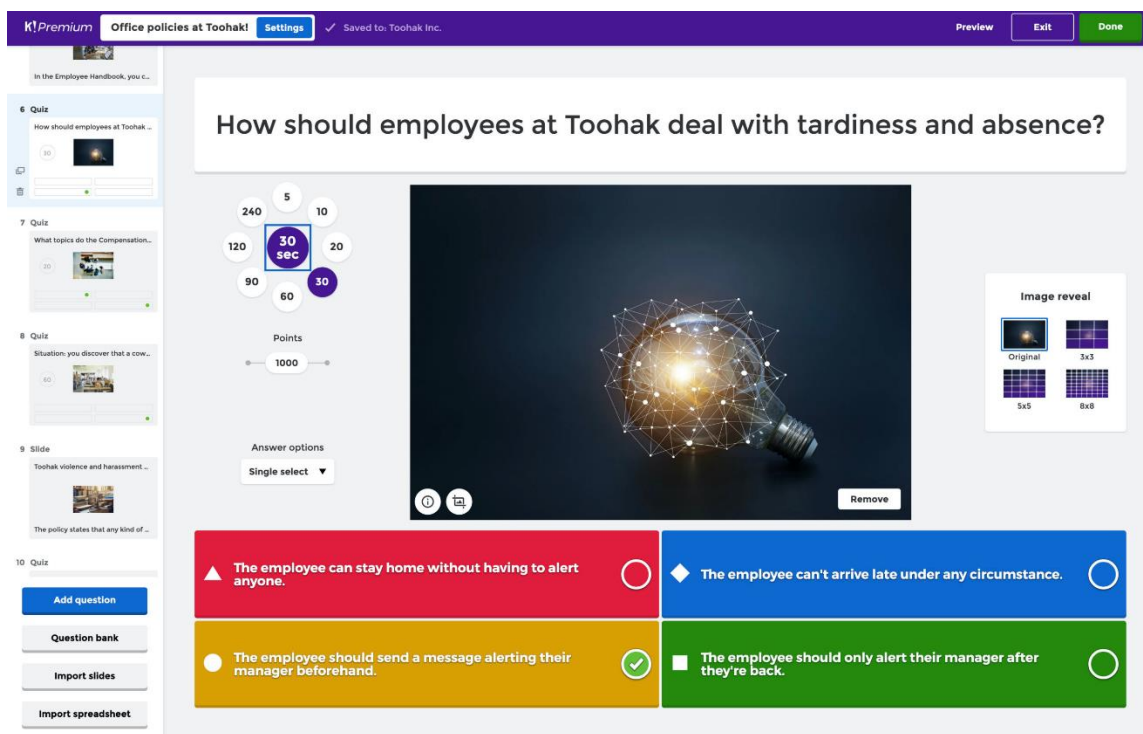 K! Premium
Office policies at Toohak!
Settings
Saved to: Toohak Inc.
Preview
Exit
Done
In the Employee Handbook, you c...
6 Quiz
How should employees at Toohak ...
30
7 Quiz
What topics do the Compensation...
30
8 Quiz
Situation: you discover that a cow...
60
9 Slide
Toohak violence and harassment ...
The policy states that any kind of ...
10 Quiz
Add question
Question bank
Import slides
Import spreadsheet
How should employees at Toohak deal with tardiness and absence?
5
240
10
120
30
sec
20
90
30
60
Points
1000
Answer options
Single select
Remove
Image reveal
Original
3x3
5x5
8x8
The employee can stay home without having to alert
anyone.
The employee can't arrive late under any circumstance.
The employee should send a message alerting their
manager beforehand.
The employee should only alert their manager after
they're back.